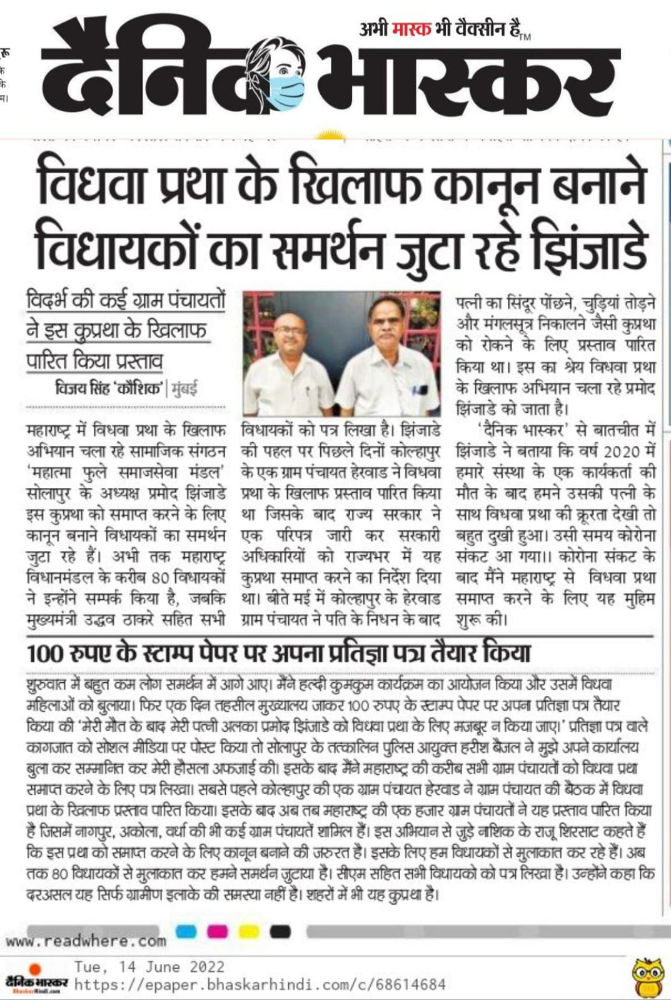 अभी मास्क भी वैक्सीन है TM
दैनिक भास्कर
विधवा प्रथा के खिलाफ कानून बनाने
विधायकों का समर्थन जुटा रहे झिंजाडे
विदर्भ की कई ग्राम पंचायतों
ने इस कुप्रथा के खिलाफ
पारित किया प्रस्ताव
विजय सिंह 'कौशिक' | मुंबई
महाराष्ट्र में विधवा प्रथा के खिलाफ
अभियान चला रहे सामाजिक संगठन
'महात्मा फुले समाजसेवा मंडल'
सोलापुर के अध्यक्ष प्रमोद झिंजाडे
इस कुप्रथा को समाप्त करने के लिए
कानून बनाने विधायकों का समर्थन
जुटा रहे हैं। अभी तक महाराष्ट्र
विधानमंडल के करीब 80 विधायकों
ने इन्होंने सम्पर्क किया है, जबकि
मुख्यमंत्री उद्धव ठाकरे सहित सभी
विधायकों को पत्र लिखा है। झिंजाडे
की पहल पर पिछले दिनों कोल्हापुर
के एक ग्राम पंचायत हेरवाड ने विधवा
प्रथा के खिलाफ प्रस्ताव पारित किया
था जिसके बाद राज्य सरकार ने
एक परिपत्र जारी कर सरकारी
अधिकारियों को राज्यभर में यह
कुप्रथा समाप्त करने का निर्देश दिया
था। बीते मई में कोल्हापुर के हेरवाड
ग्राम पंचायत ने पति के निधन के बाद
पत्नी का सिंदूर पोंछने, चुड़ियां तोड़ने
और मंगलसूत्र निकालने जैसी कुप्रथा
को रोकने के लिए प्रस्ताव पारित
किया था। इस का श्रेय विधवा प्रथा
के खिलाफ अभियान चला रहे प्रमोद
झिंजाडे को जाता है।
'दैनिक भास्कर' से बातचीत में
झिंजाडे ने बताया कि वर्ष 2020 में
हमारे संस्था के एक कार्यकर्ता की
मौत के बाद हमने उसकी पत्नी के
साथ विधवा प्रथा की क्रूरता देखी तो
बहुत दुखी हुआ। उसी समय कोरोना
संकट आ गया।। कोरोना संकट के
बाद मैंने महाराष्ट्र से विधवा प्रथा
समाप्त करने के लिए यह मुहिम
शुरू की।
100 रुपए के स्टाम्प पेपर पर अपना प्रतिज्ञा पत्र तैयार किया
शुरुवात में बहुत कम लोग समर्थन में आगे आए। मैंने हल्दी कुमकुम कार्यक्रम का आयोजन किया और उसमें विधवा
महिलाओं को बुलाया। फिर एक दिन तहसील मुख्यालय जाकर 100 रुपए के स्टाम्प पेपर पर अपना प्रतिज्ञा पत्र तैयार
किया की 'मेरी मौत के बाद मेरी पत्नी अलका प्रमोद झिंजाडे को विधवा प्रथा के लिए मजबूर न किया जाए।' प्रतिज्ञा पत्र वाले
कागजात को सोशल मीडिया पर पोस्ट किया तो सोलापुर के तत्कालिन पुलिस आयुक्त हरीश बैजल ने मुझे अपने कार्यालय
बुला कर सम्मानित कर मेरी हौसला अफजाई की। इसके बाद मैंने महाराष्ट्र की करीब सभी ग्राम पंचायतों को विधवा प्रथा
समाप्त करने के लिए पत्र लिखा। सबसे पहले कोल्हापुर की एक ग्राम पंचायत हेरवाड ने ग्राम पंचायत की बैठक में विधवा
प्रथा के खिलाफ प्रस्ताव पारित किया। इसके बाद अब तब महाराष्ट्र की एक हजार ग्राम पंचायतों ने यह प्रस्ताव पारित किया
है जिसमें नागपुर, अकोला, वर्धा की भी कई ग्राम पंचायतें शामिल हैं। इस अभियान से जुड़े नाशिक के राजू शिरसाट कहते हैं
कि इस प्रथा को समाप्त करने के लिए कानून बनाने की जरुरत है। इसके लिए हम विधायकों से मुलाकात कर रहे हैं। अब
तक 80 विधायकों से मुलाकात कर हमने समर्थन जुटाया है। सीएम सहित सभी विधायको को पत्र लिखा है। उन्होंने कहा कि
दरअसल यह सिर्फ ग्रामीण इलाके की समस्या नहीं है। शहरों में भी यह कुप्रथा है।
www.readwhere.com
दैनिक भास्कर
BhaskarHindi.com
Tue, 14 June 2022
https://epaper.bhaskarhindi.com/c/68614684